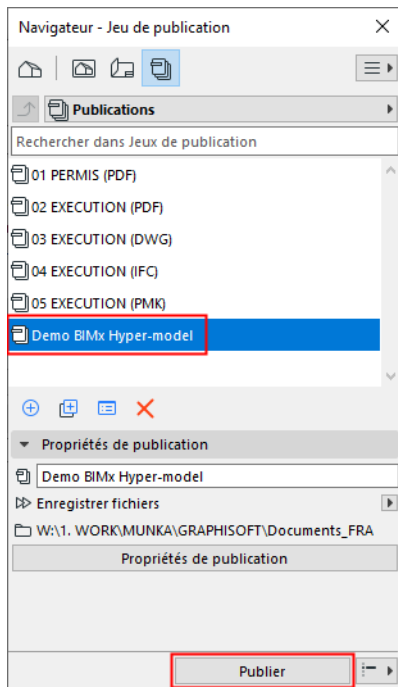 Navigateur - Jeu de publication
Publications
Rechercher dans Jeux de publication
01 PERMIS (PDF)
02 EXECUTION (PDF)
03 EXECUTION (DWG)
04 EXECUTION (IFC)
05 EXECUTION (PMK)
Demo BIMx Hyper-model
Propriétés de publication
Demo BIMx Hyper-model
Enregistrer fichiers
W:\1. WORK\MUNKA\GRAPHISOFT\Documents_FRA
Propriétés de publication
Publier